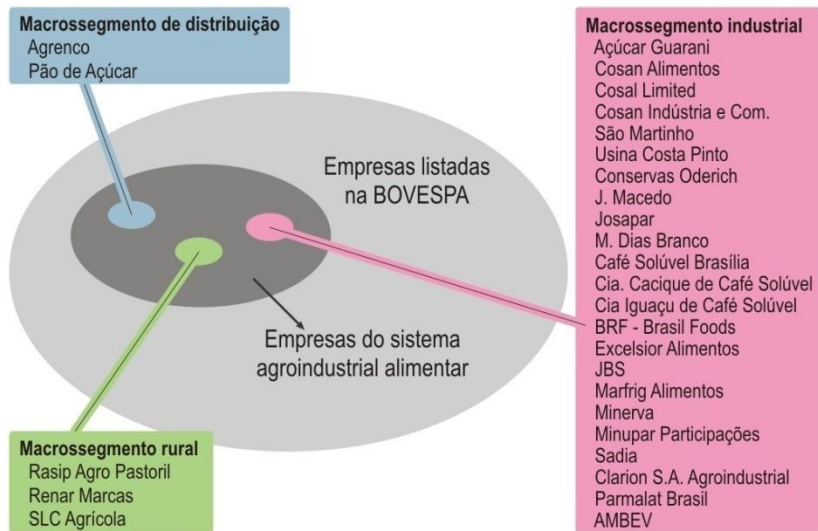 Macrossegmento de distribuição
Agrenco
Pão de Açúcar
Macrossegmento industrial
Açúcar Guarani
Cosan Alimentos
Cosal Limited
Cosan Indústria e Com.
São Martinho
Usina Costa Pinto
Conservas Oderich
J. Macedo
Josapar
M. Dias Branco
Café Solúvel Brasília
Cia. Cacique de Café Solúvel
Cia Iguaçu de Café Solúvel
BRF - Brasil Foods
Excelsior Alimentos
JBS
Marfrig Alimentos
Minerva
Minupar Participações
Sadia
Clarion S.A. Agroindustrial
Parmalat Brasil
AMBEV
Empresas listadas
na BOVESPA
Empresas do sistema
agroindustrial alimentar
Macrossegmento rural
Rasip Agro Pastoril
Renar Marcas
SLC Agrícola